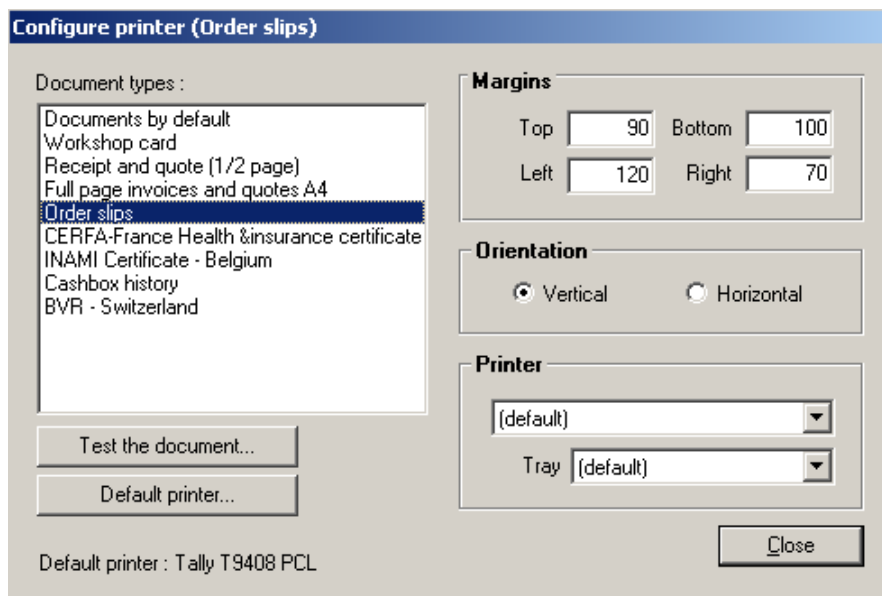 Configure printer (Order slips)
Document types :
Documents by default
Workshop card
Receipt and quote (1/2 page)
Full page invoices and quotes A4
Order slips
CERFA-France Health &insurance certificate
INAMI Certificate - Belgium
Cashbox history
BVR - Switzerland
Test the document...
Default printer...
Default printer : Tally T9408 PCL
Margins
Top 90 Bottom 100
Left 120 Right 70
Orientation
Vertical Horizontal
Printer
(default)
Tray (default)
Close